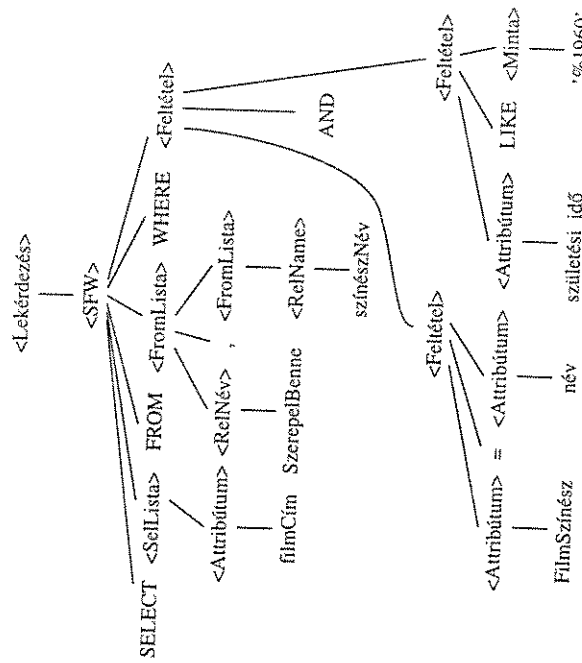 <Lekérdezés>
<SFW>
SELECT <SelLista> FROM <FromLista> WHERE <Feltétel>
<Attribútum> <RelNév> , <FromLista> AND
filmCím SzerepelBenne <RelName>
színészNév
<Feltétel> <Feltétel>
<Attribútum> = <Attribútum> <Attribútum> LIKE <Minta>
FilmSzínész név születési idő '%1960'